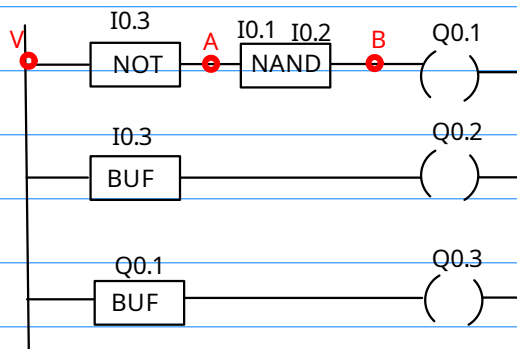 I0.3
V A I0.1 I0.2 B Q0.1
NOT NAND
I0.3 Q0.2
BUF
Q0.1 Q0.3
BUF